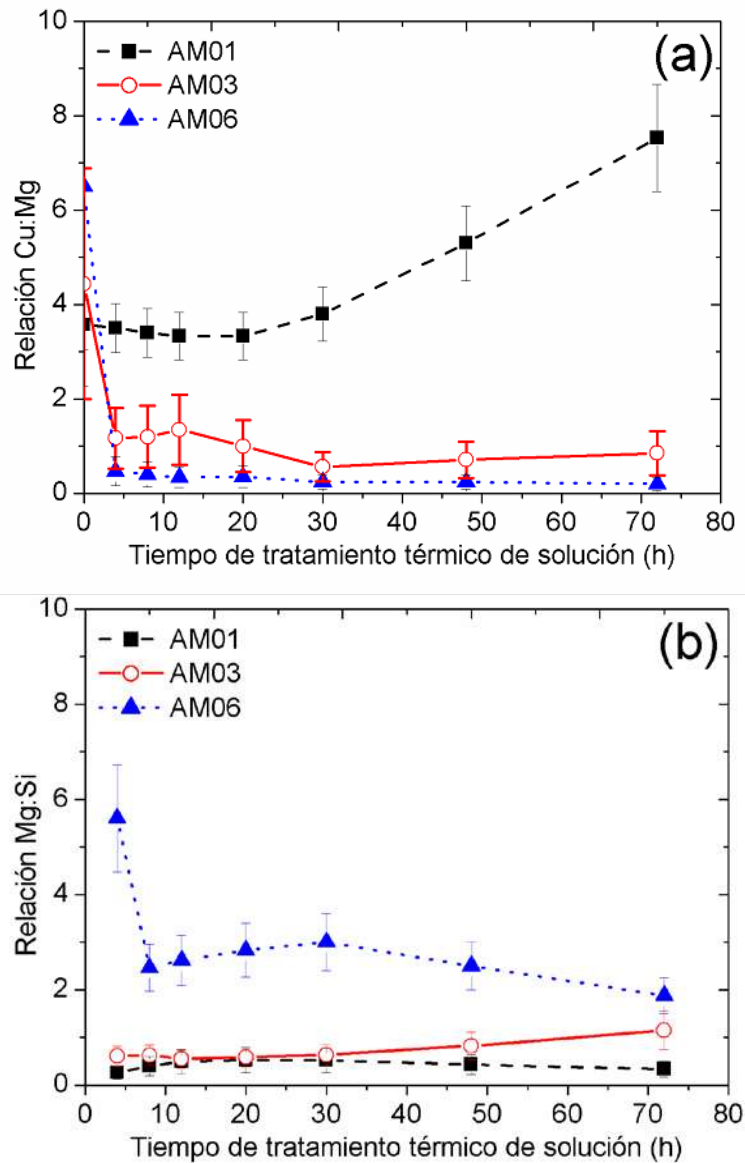 10
8
6
4
2
0
Relación Cu:Mg
AM01
AM03
AM06
(a)
0 10 20 30 40 50 60 70 80
Tiempo de tratamiento térmico de solución (h)
10
8
6
4
2
0
Relación Mg:Si
AM01
AM03
AM06
(b)
0 10 20 30 40 50 60 70 80
Tiempo de tratamiento térmico de solución (h)